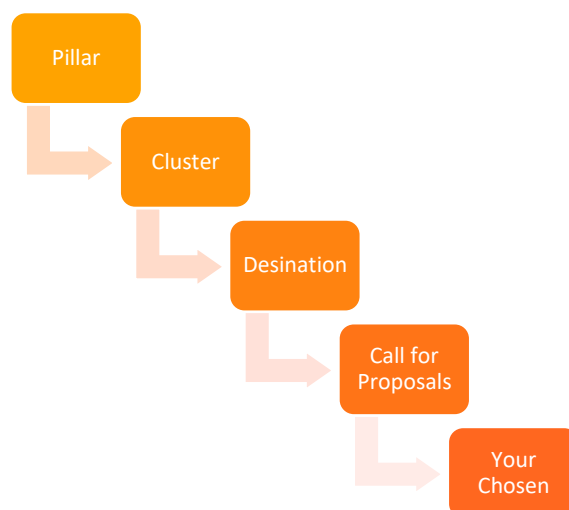 Pillar
Cluster
Desination
Call for
Proposals
Your
Chosen